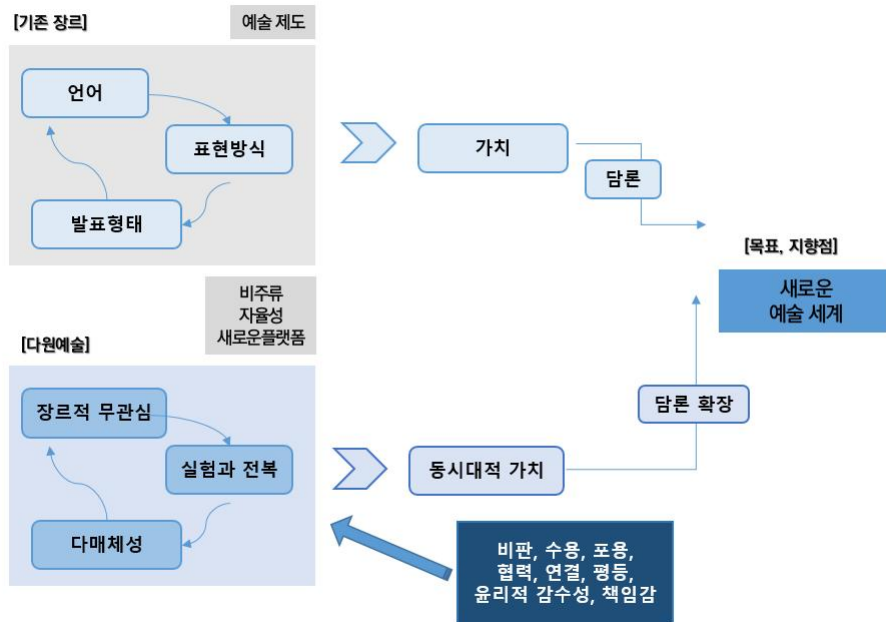 [기존 장르]
예술 제도
언어
표현방식
발표형태
가치
담론
[목표, 지향점]
새로운
예술 세계
비주류
자율성
새로운플랫폼
[다원예술]
장르적 무관심
실험과 전복
다매체성
동시대적 가치
담론 확장
비판, 수용, 포용,
협력, 연결, 평등,
윤리적 감수성, 책임감